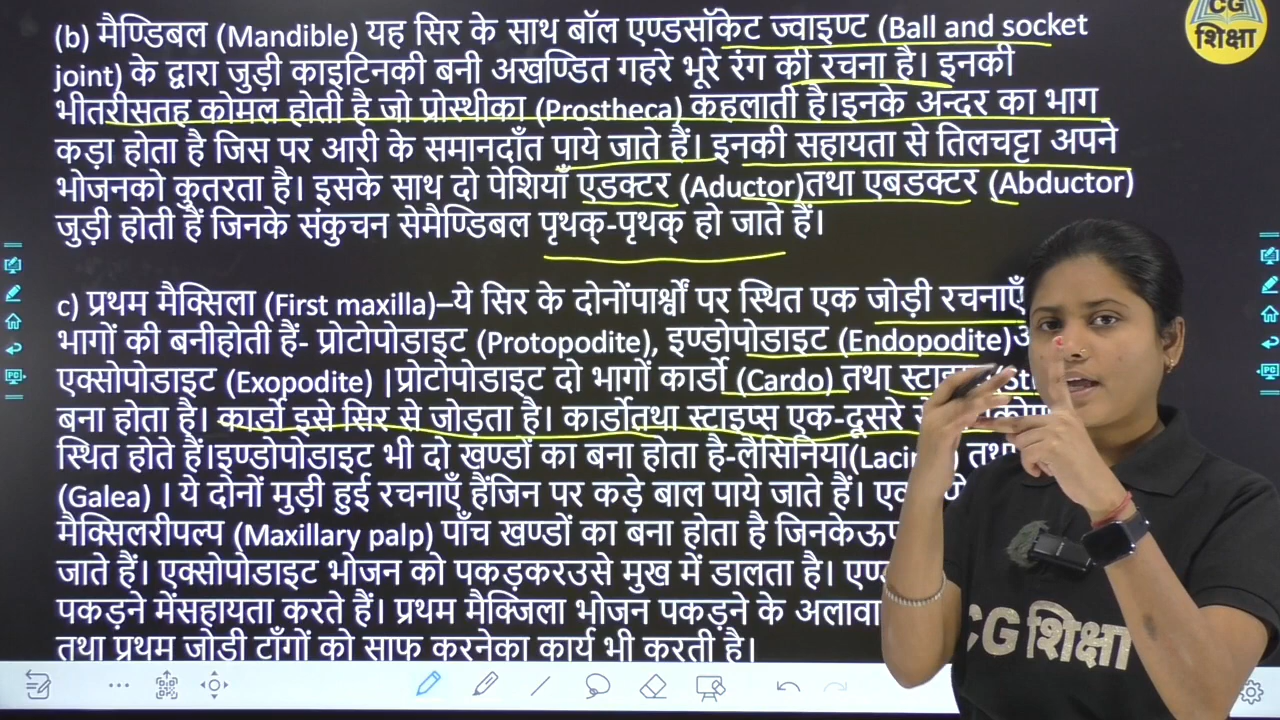 CG
शिक्षा
(b) मैण्डिबल (Mandible) यह सिर के साथ बॉल एण्डसॉकेट ज्वाइण्ट (Ball and socket
joint) के द्वारा जुड़ी काइटिनकी बनी अखण्डित गहरे भूरे रंग की रचना है। इनकी
भीतरीसतह कोमल होती है जो प्रोस्थीका (Prostheca) कहलाती है।इनके अन्दर का भाग
कड़ा होता है जिस पर आरी के समानदाँत पाये जाते हैं। इनकी सहायता से तिलचट्टा अपने
भोजनको कुतरता है। इसके साथ दो पेशियाँ एडक्टर (Aductor)तथा एबडक्टर (Abductor)
जुड़ी होती हैं जिनके संकुचन सेमैण्डिबल पृथक्-पृथक् हो जाते हैं।
c) प्रथम मैक्सिला (First maxilla)–ये सिर के दोनोंपार्श्वों पर स्थित एक जोड़ी रचनाएँ
भागों की बनीहोती हैं- प्रोटोपोडाइट (Protopodite), इण्डोपोडाइट (Endopodite)
एक्सोपोडाइट (Exopodite) |प्रोटोपोडाइट दो भागों कार्डो (Cardo) तथा
बना होता है। कार्डो इसे सिर से जोड़ता है। कार्डोतथा स्टाइप्स एक-दूसरे
स्थित होते हैं।इण्डोपोडाइट भी दो खण्डों का बना होता है-लैसिनिया
(Galea) । ये दोनों मुड़ी हुई रचनाएँ हैंजिन पर कड़े बाल पाये जाते हैं।
मैक्सिलरीपल्प (Maxillary palp) पाँच खण्डों का बना होता है
जाते हैं। एक्सोपोडाइट भोजन को पकड़करउसे मुख में डालता है।
पकड़ने मेंसहायता करते हैं। प्रथम मैक्जिला भोजन पकड़ने के अलावा
तथा प्रथम जोड़ी टाँगों को साफ करनेका कार्य भी करती है।
CG शिक्षा